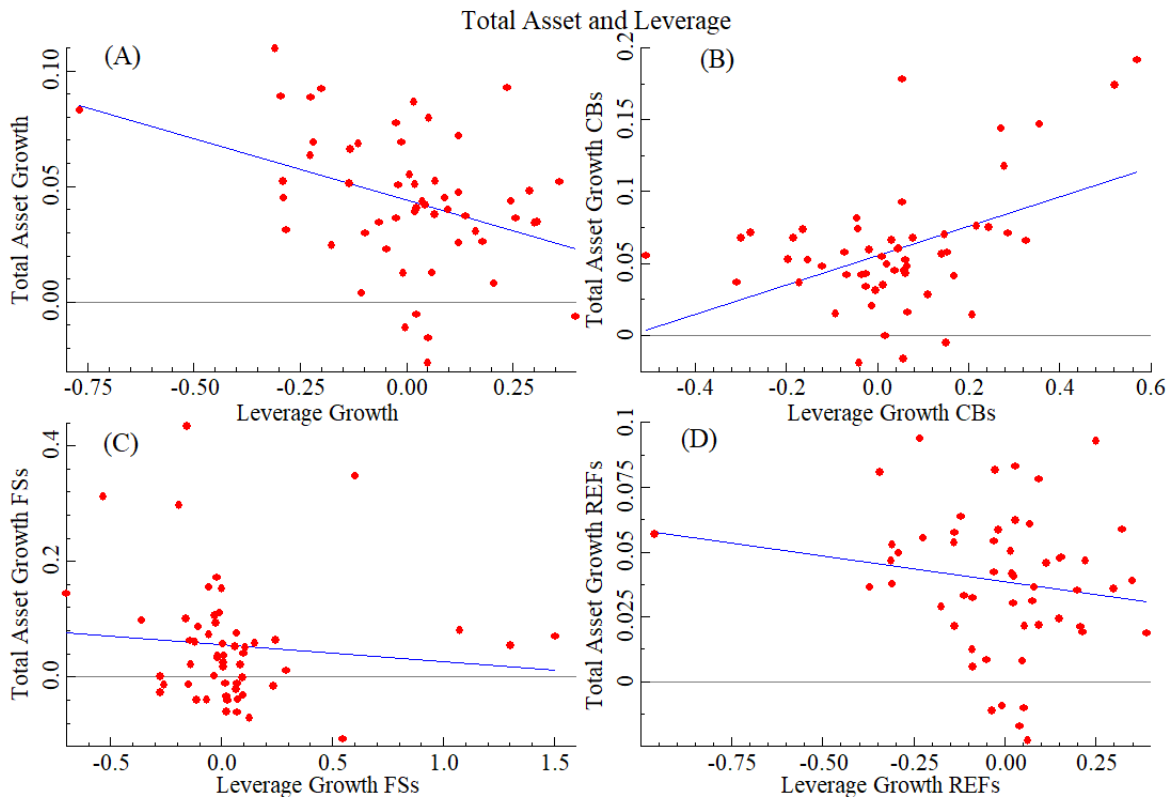 Total Asset and Leverage
(A)
Total Asset Growth
0.10
0.05
0.00
-0.75 -0.25 0.00 0.25
Leverage Growth
(B)
Total Asset Growth CBs
0.2
0.15
0.1
0.05
0
-0.4 -0.2 0.0 0.2 0.4 0.6
Leverage Growth CBs
(C)
Total Asset Growth FSs
0.4
0.2
0.0
-0.5 0.0 0.5 1.0 1.5
Leverage Growth FSs
(D)
Total Asset Growth REFs
0.1
0.075
0.05
0.025
0
-0.75 -0.25 0.00 0.25
Leverage Growth REFs